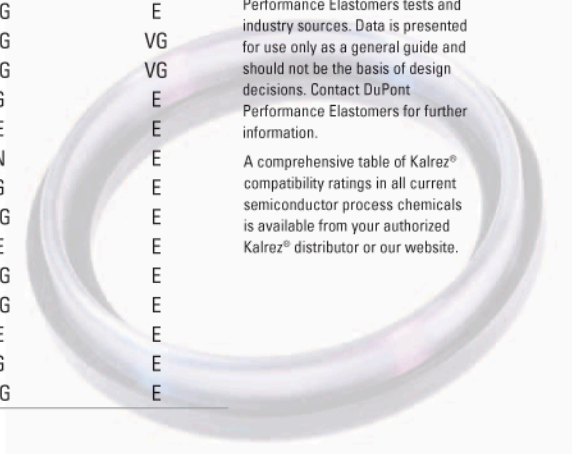 G E
G VG
G VG
G E
E E
N E
G E
G E
E E
G E
G E
E E
G E
G E
Performance Elastomers tests and
industry sources. Data is presented
for use only as a general guide and
should not be the basis of design
decisions. Contact DuPont
Performance Elastomers for further
information.
A comprehensive table of Kalrez®
compatibility ratings in all current
semiconductor process chemicals
is available from your authorized
Kalrez® distributor or our website.